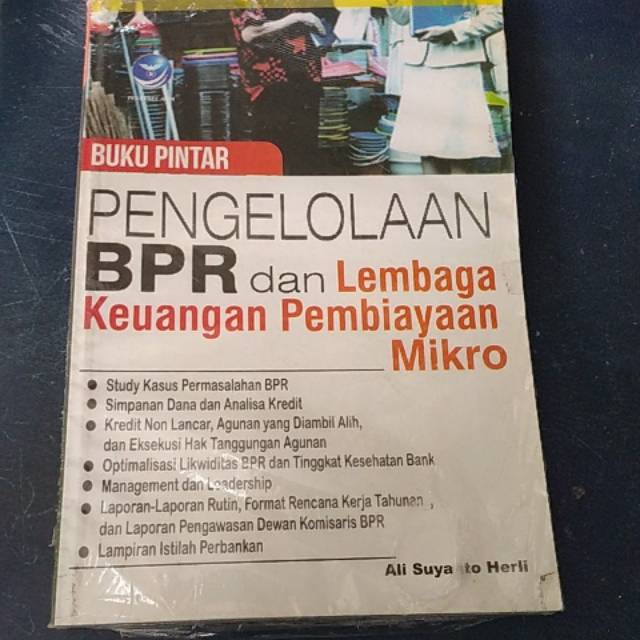 BUKU PINTAR
PENGELOLAAN
BPR dan Lembaga
Keuangan Pembiayaan
Mikro
• Study Kasus Permasalahan BPR
• Simpanan Dana dan Analisa Kredit
• Kredit Non Lancar, Agunan yang Diambil Alih,
dan Eksekusi Hak Tanggungan Agunan
• Optimalisasi Likwiditas BPR dan Tinggkat Kesehatan Bank
• Management dan Leadership
• Laporan-Laporan Rutin, Format Rencana Kerja Tahunan,
dan Laporan Pengawasan Dewan Komisaris BPR
• Lampiran Istilah Perbankan
Ali Suyanto Herli